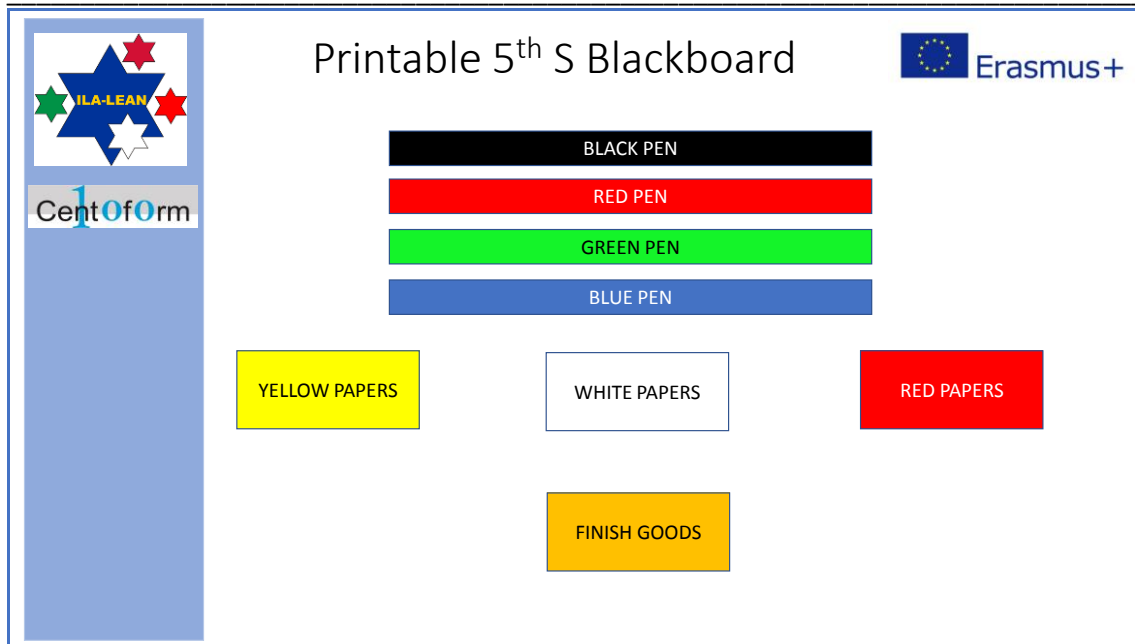 Printable 5th S Blackboard
ILA-LEAN
Erasmus+
Cent1oform
BLACK PEN
RED PEN
GREEN PEN
BLUE PEN
YELLOW PAPERS
WHITE PAPERS
RED PAPERS
FINISH GOODS